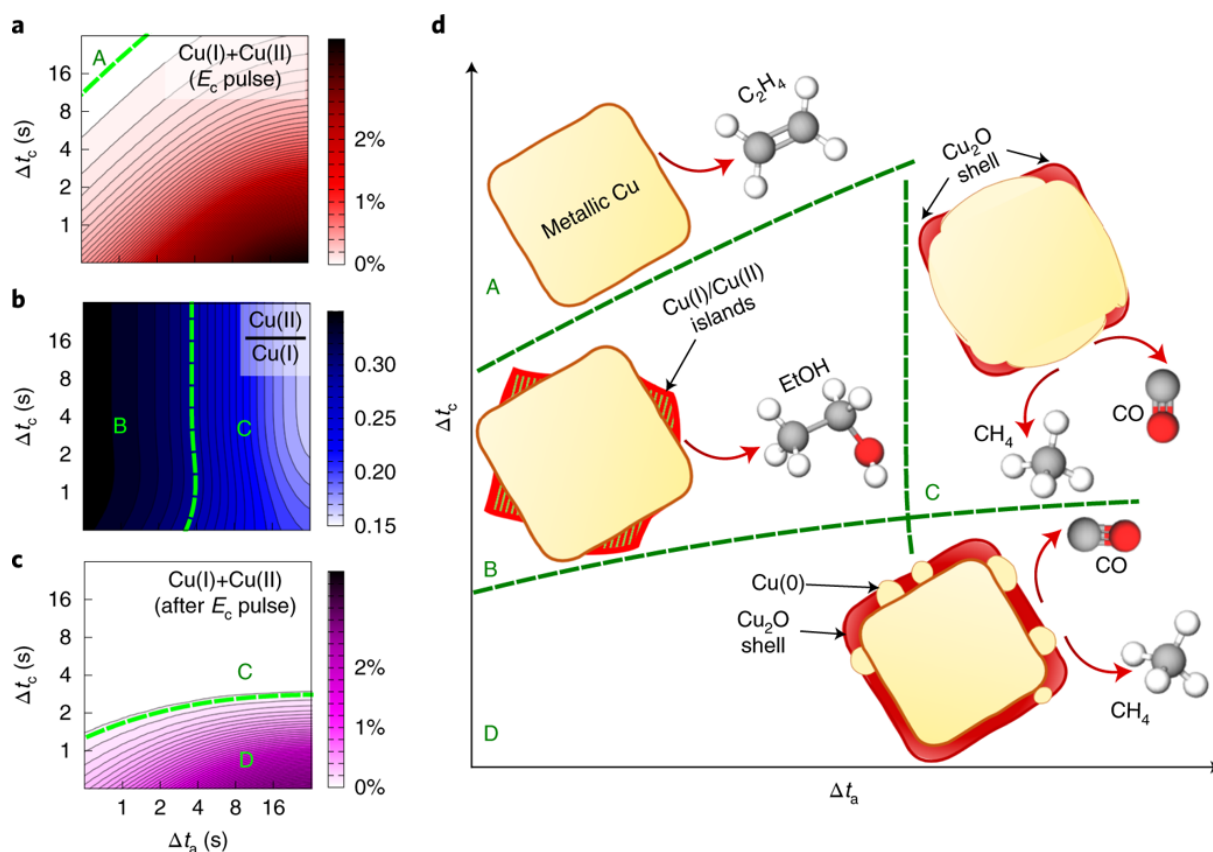 a
A
Cu(I)+Cu(II)
(Ec pulse)
16
8
4
2
1
Δtc (s)
2%
1%
0%
b
B
C
Cu(II)
Cu(I)
16
8
4
2
1
Δtc (s)
0.30
0.25
0.20
0.15
c
Cu(I)+Cu(II)
(after Ec pulse)
C
D
16
8
4
2
1
Δtc (s)
2%
1%
0%
1 2 4 8 16
Δta (s)
d
C2H4
Metallic Cu
A
Cu2O
shell
Cu(I)/Cu(II)
islands
EtOH
B
CO
CH4
C
Cu(0)
Cu2O
shell
CO
CH4
D
Δtc
Δta